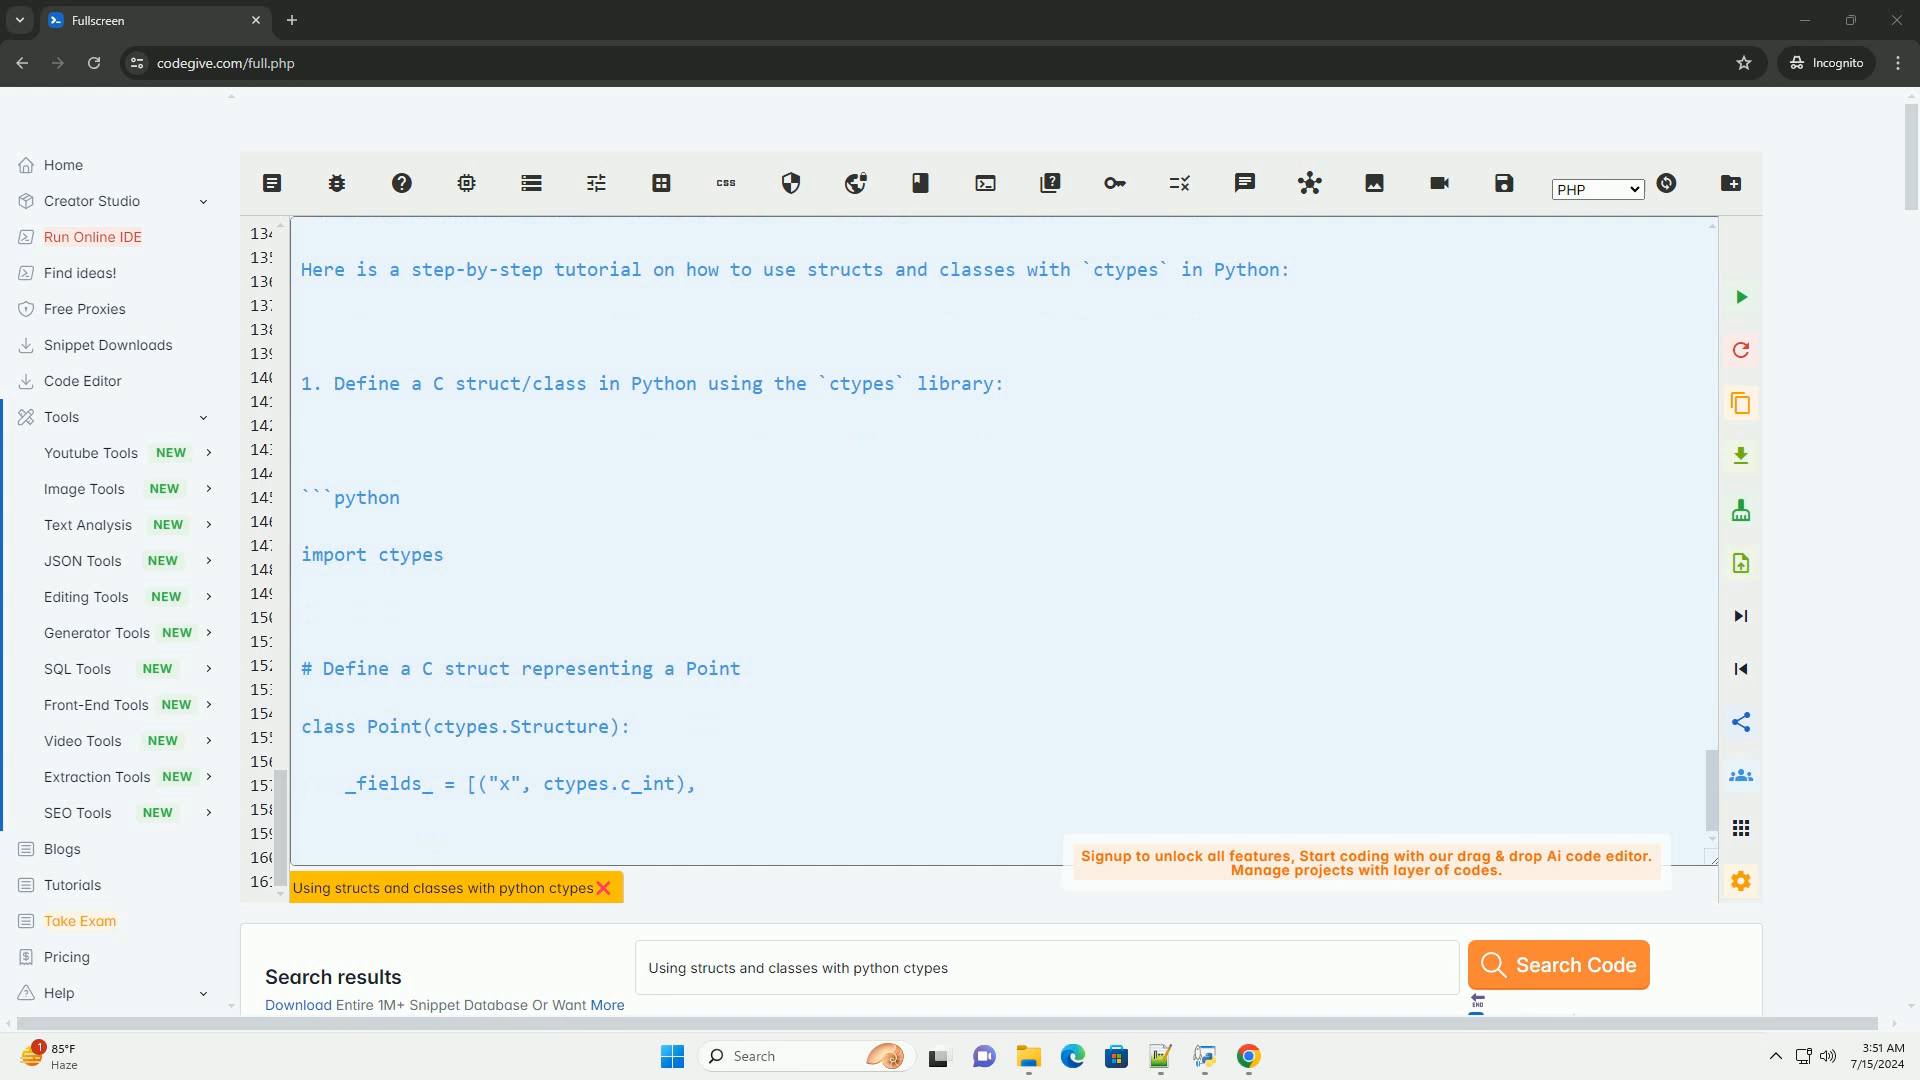 Fullscreen
codegive.com/full.php
Incognito
Home
Creator Studio
Run Online IDE
Find ideas!
Free Proxies
Snippet Downloads
Code Editor
Tools
Youtube Tools NEW
Image Tools NEW
Text Analysis NEW
JSON Tools NEW
Editing Tools NEW
Generator Tools NEW
SQL Tools NEW
Front-End Tools NEW
Video Tools NEW
Extraction Tools NEW
SEO Tools NEW
Blogs
Tutorials
Take Exam
Pricing
Help
css
PHP
Here is a step-by-step tutorial on how to use structs and classes with `ctypes` in Python:
1. Define a C struct/class in Python using the `ctypes` library:
```python
import ctypes
# Define a C struct representing a Point
class Point(ctypes.Structure):
_fields_ = [("x", ctypes.c_int),
Signup to unlock all features, Start coding with our drag & drop Ai code editor.
Manage projects with layer of codes.
Using structs and classes with python ctypes
Search results
Using structs and classes with python ctypes
Search Code
Download Entire 1M+ Snippet Database Or Want More
END
1
85°F
Haze
Search
3:51 AM
7/15/2024